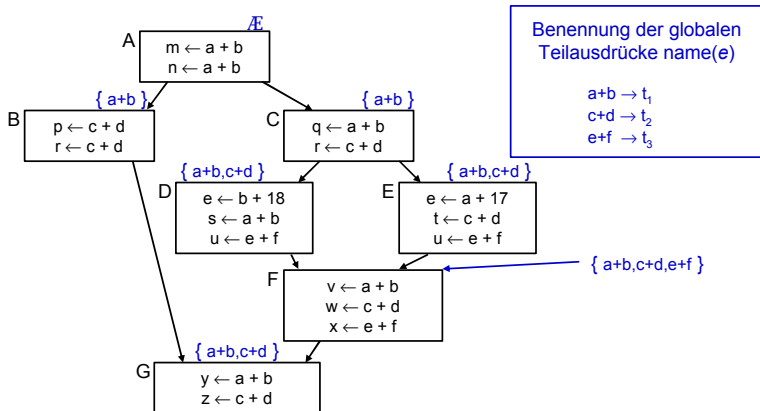 Æ
A
m ← a + b
n ← a + b
Benennung der globalen
Teilausdrücke name(e)
a+b → t1
c+d → t2
e+f → t3
{ a+b }
B
p ← c + d
r ← c + d
{ a+b }
C
q ← a + b
r ← c + d
{ a+b,c+d }
D
e ← b + 18
s ← a + b
u ← e + f
{ a+b,c+d }
E
e ← a + 17
t ← c + d
u ← e + f
{ a+b,c+d,e+f }
F
v ← a + b
w ← c + d
x ← e + f
{ a+b,c+d }
G
y ← a + b
z ← c + d